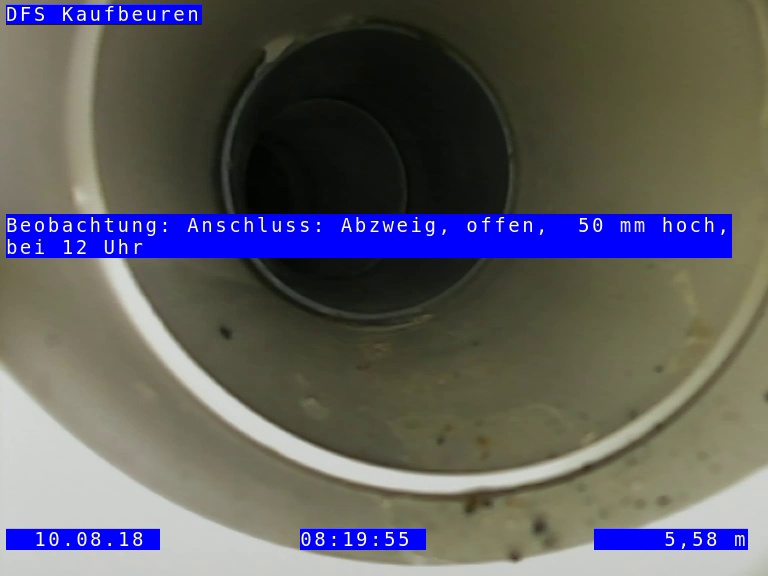 DFS Kaufbeuren
Beobachtung: Anschluss: Abzweig, offen,  50 mm hoch,
bei 12 Uhr
10.08.18 08:19:55 5,58 m